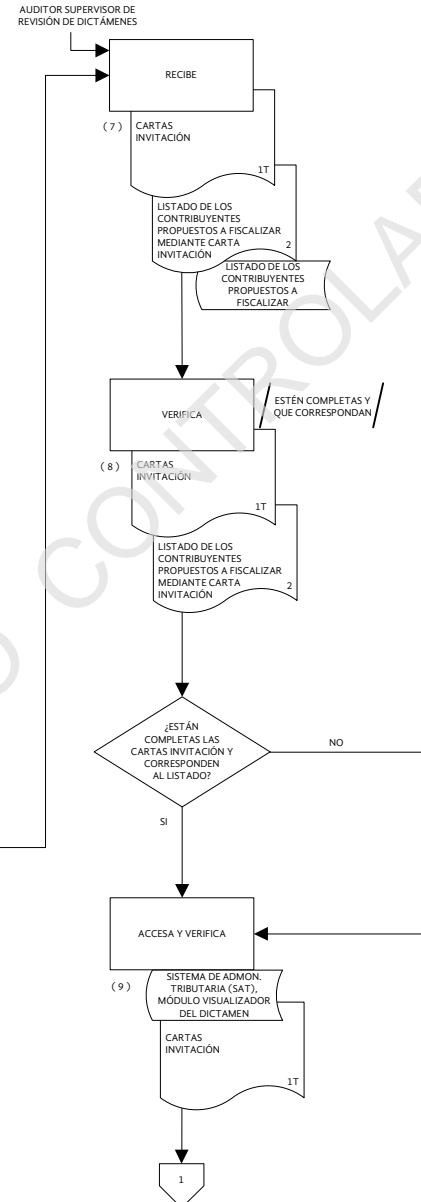 AUDITOR SUPERVISOR DE
REVISIÓN DE DICTÁMENES
RECIBE
( 7 )
CARTAS
INVITACIÓN
1T
LISTADO DE LOS
CONTRIBUYENTES
PROPUESTOS A FISCALIZAR
MEDIANTE CARTA
INVITACIÓN
2
LISTADO DE LOS
CONTRIBUYENTES
PROPUESTOS A
FISCALIZAR
VERIFICA
ESTÉN COMPLETAS Y
QUE CORRESPONDAN
( 8 )
CARTAS
INVITACIÓN
1T
LISTADO DE LOS
CONTRIBUYENTES
PROPUESTOS A FISCALIZAR
MEDIANTE CARTA
INVITACIÓN
2
¿ESTÁN
COMPLETAS LAS
CARTAS INVITACIÓN Y
CORRESPONDEN
AL LISTADO?
NO
SI
ACCESA Y VERIFICA
( 9 )
SISTEMA DE ADMON.
TRIBUTARIA (SAT),
MÓDULO VISUALIZADOR
DEL DICTAMEN
CARTAS
INVITACIÓN
1T
1